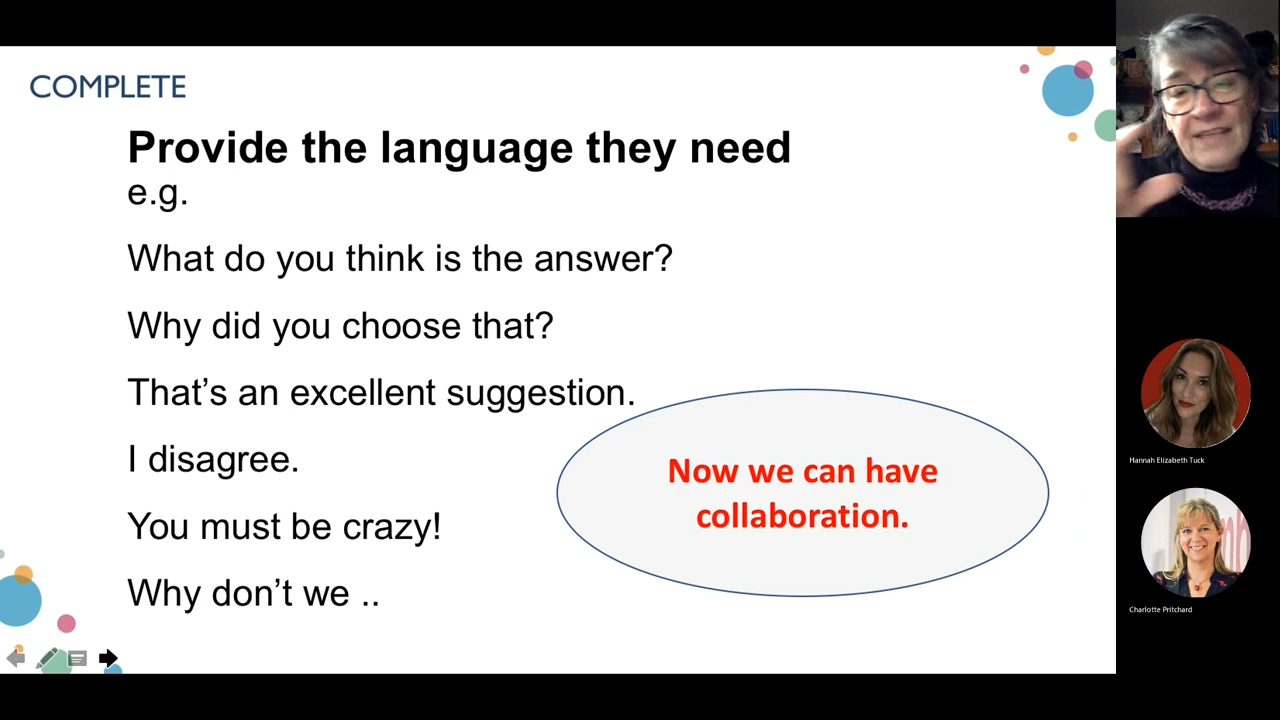 COMPLETE
Provide the language they need
e.g.
What do you think is the answer?
Why did you choose that?
That’s an excellent suggestion.
I disagree.
You must be crazy!
Why don’t we ..
Now we can have
collaboration.
Hannah Elizabeth Tuck
Charlotte Pritchard